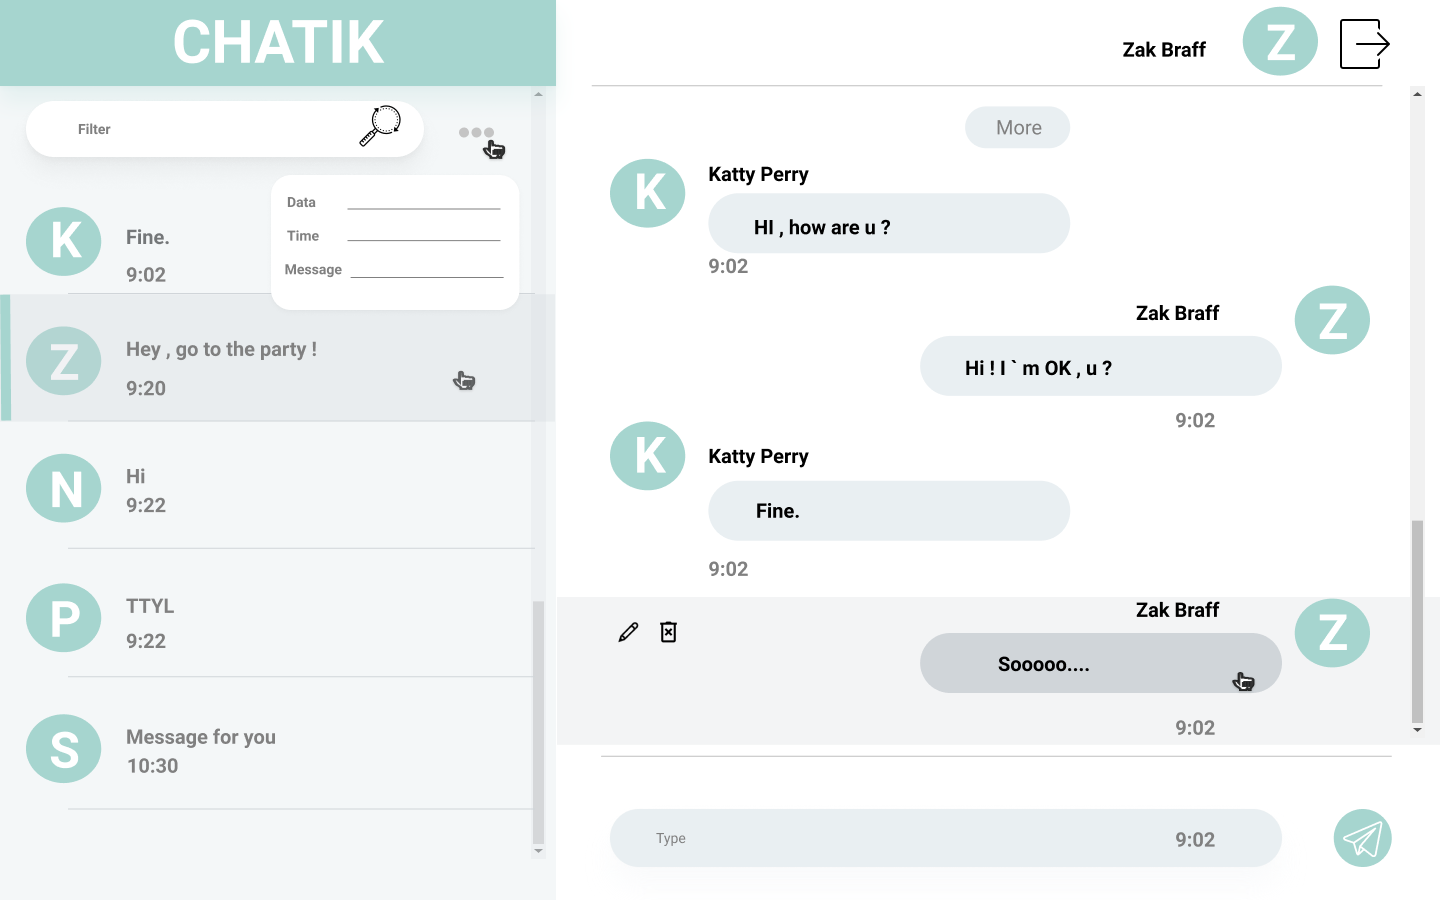 CHATIK
Filter
Data
Time
Message
K
Fine.
9:02
Z
Hey , go to the party !
9:20
N
Hi
9:22
P
TTYL
9:22
S
Message for you
10:30
Zak Braff
Z
More
K
Katty Perry
HI , how are u ?
9:02
Zak Braff
Z
Hi ! I ` m OK , u ?
9:02
K
Katty Perry
Fine.
9:02
Zak Braff
Z
Sooooo....
9:02
Type
9:02